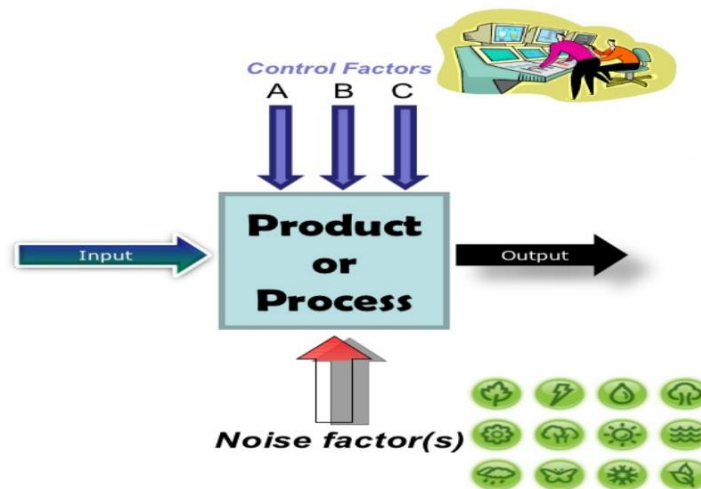 Control Factors
A B C
Product
or
Process
Input
Output
Noise factor(s)